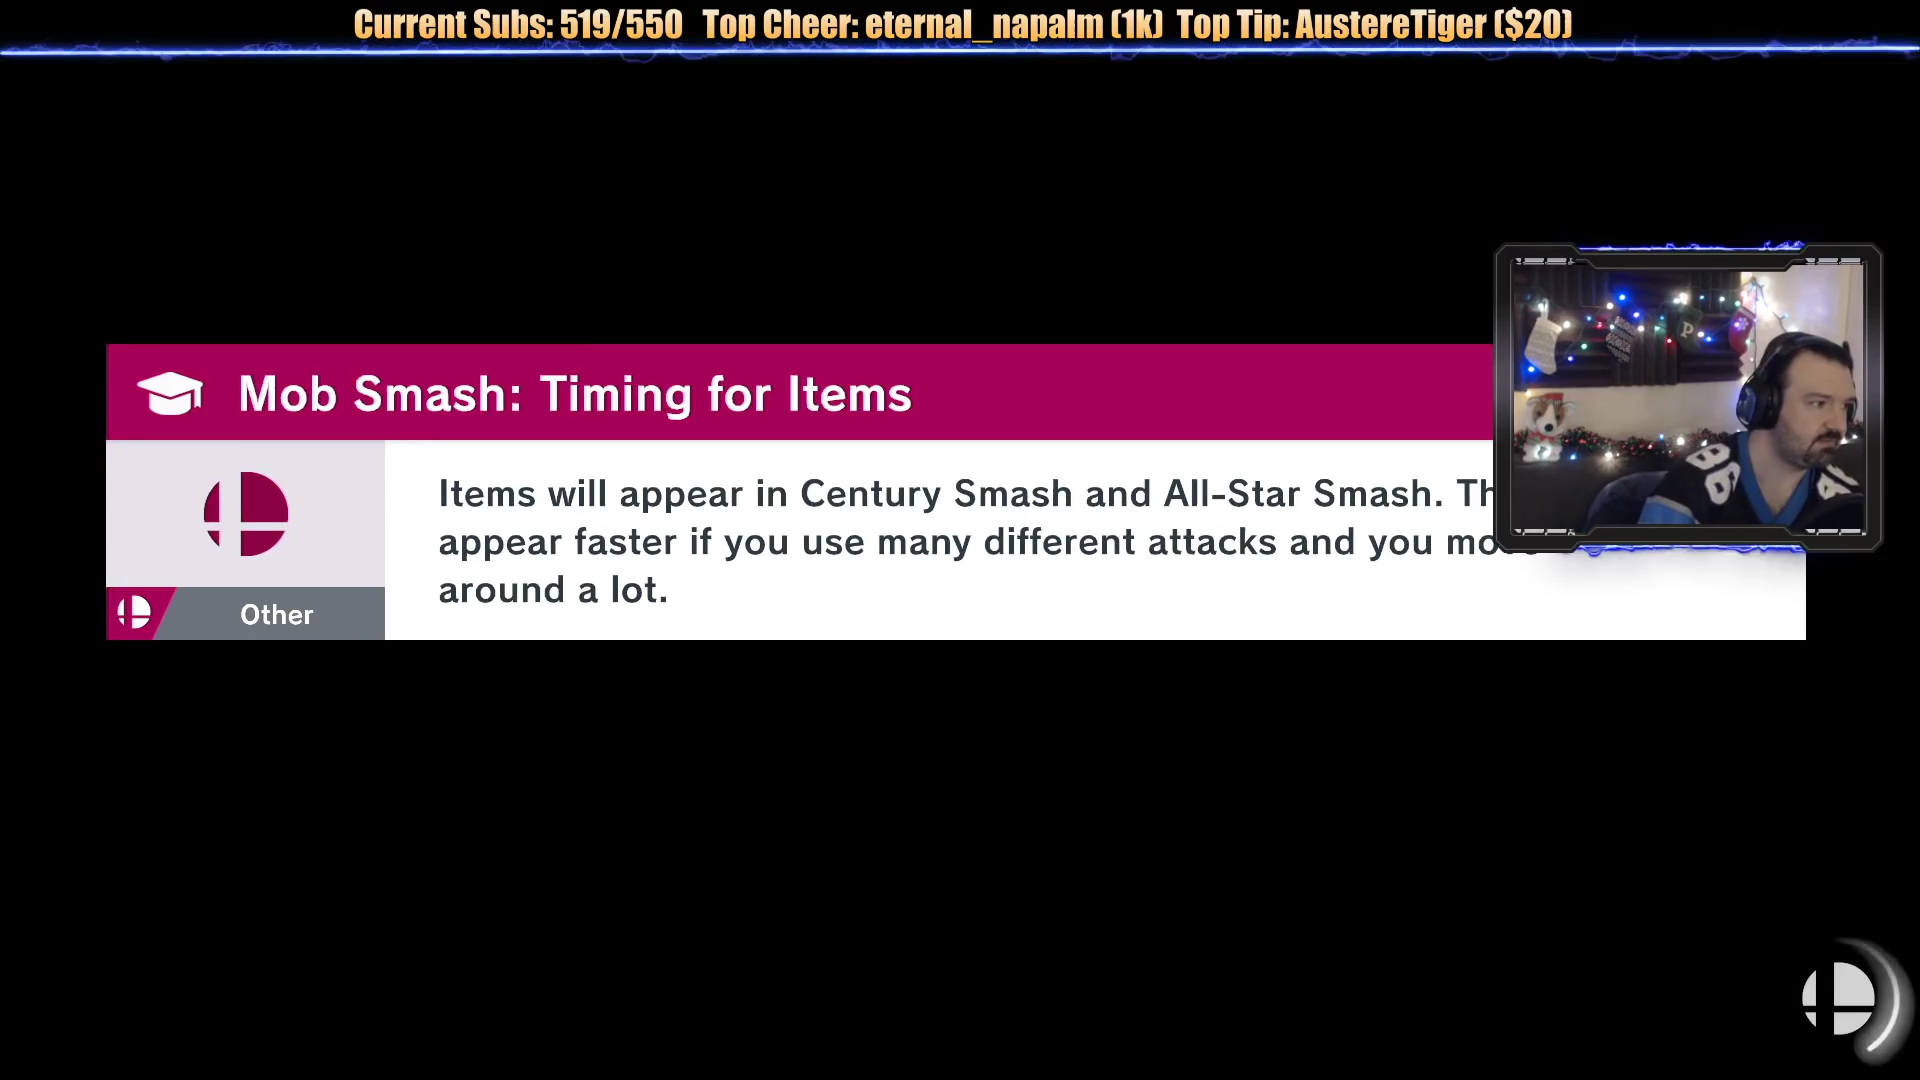 Current Subs: 519/550 Top Cheer: eternal_napalm (1k) Top Tip: AustereTiger ($20)
Mob Smash: Timing for Items
Items will appear in Century Smash and All-Star Smash.
appear faster if you use many different attacks and you
around a lot.
Other
P
86